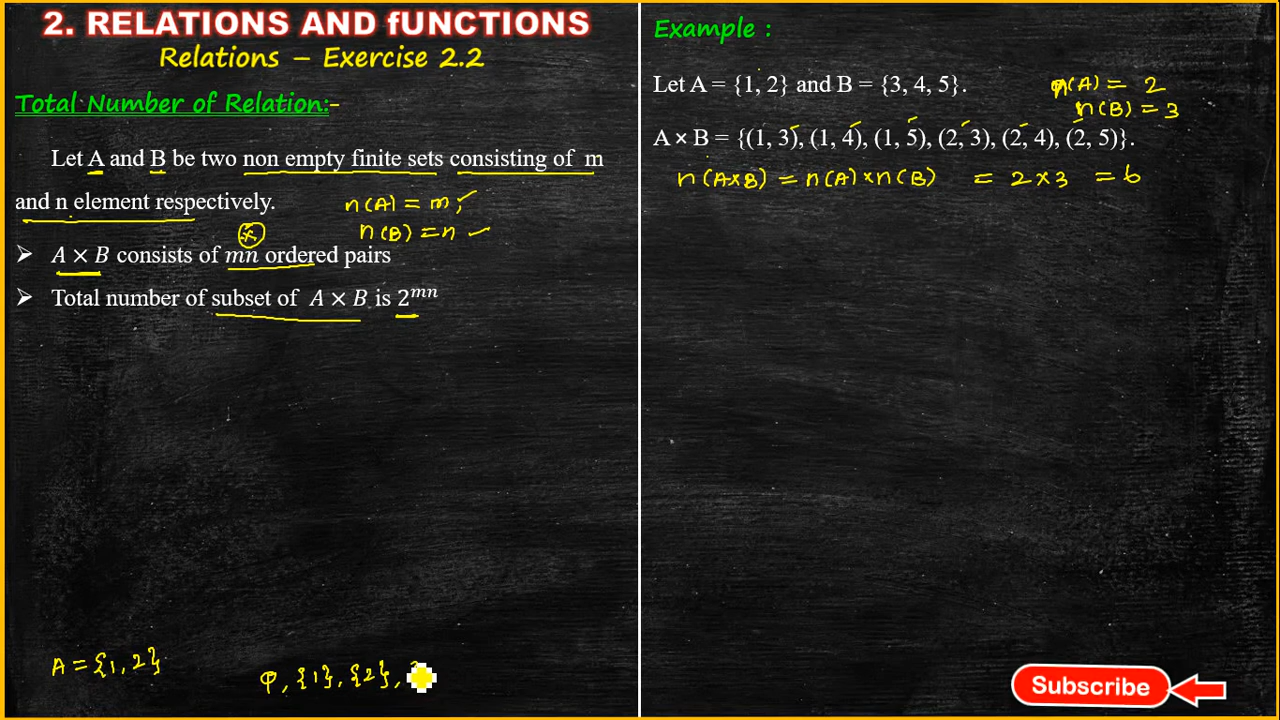 2. RELATIONS AND fUNCTIONS
Relations – Exercise 2.2
Total Number of Relation:-
Let A and B be two non empty finite sets consisting of m
and n element respectively.
n(A) = m,
n(B) = n
x
➢ A × B consists of mn ordered pairs
➢ Total number of subset of A × B is 2^{mn}
A = {1, 2}
φ, {1}, {2},
Example :
Let A = {1, 2} and B = {3, 4, 5}.
n(A) = 2
n(B) = 3
A × B = {(1, 3), (1, 4), (1, 5), (2, 3), (2, 4), (2, 5)}.
n(A×B) = n(A) × n(B) = 2 × 3 = 6
Subscribe